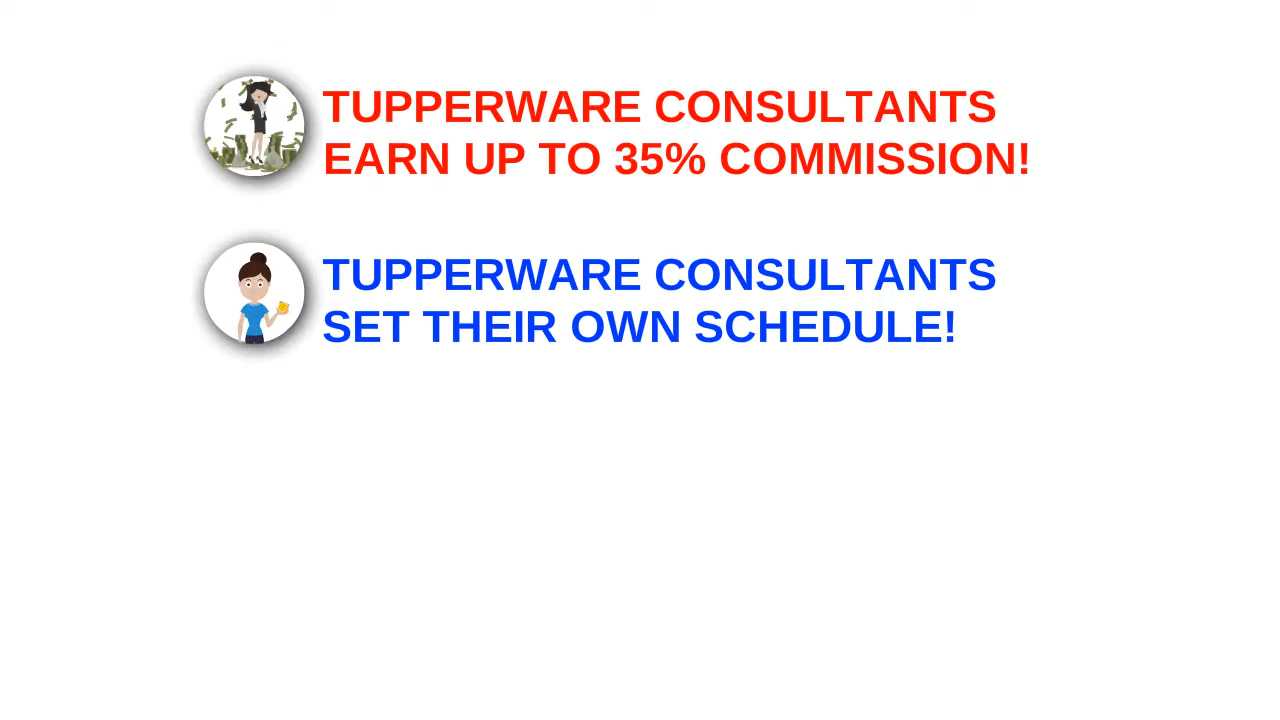 TUPPERWARE CONSULTANTS
EARN UP TO 35% COMMISSION!
TUPPERWARE CONSULTANTS
SET THEIR OWN SCHEDULE!